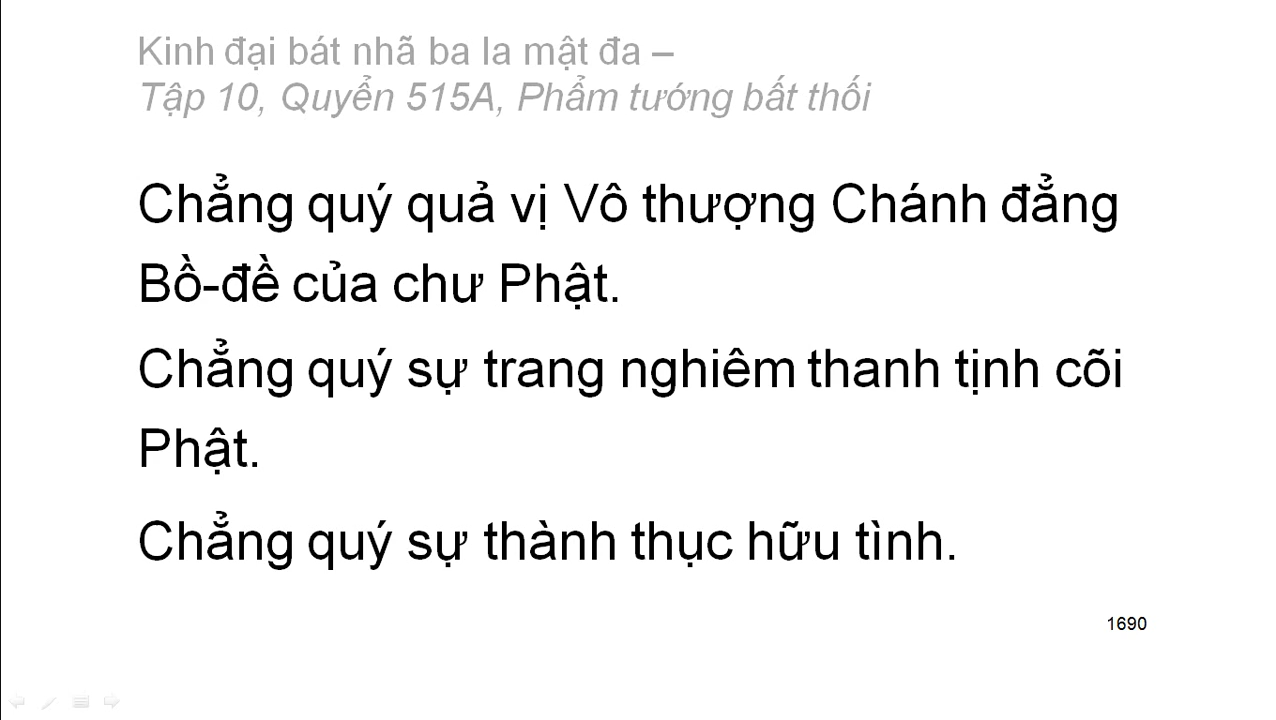 Kinh đại bát nhã ba la mật đa –
Tập 10, Quyển 515A, Phẩm tướng bất thối
Chẳng quý quả vị Vô thượng Chánh đẳng
Bồ-đề của chư Phật.
Chẳng quý sự trang nghiêm thanh tịnh cõi
Phật.
Chẳng quý sự thành thục hữu tình.
1690